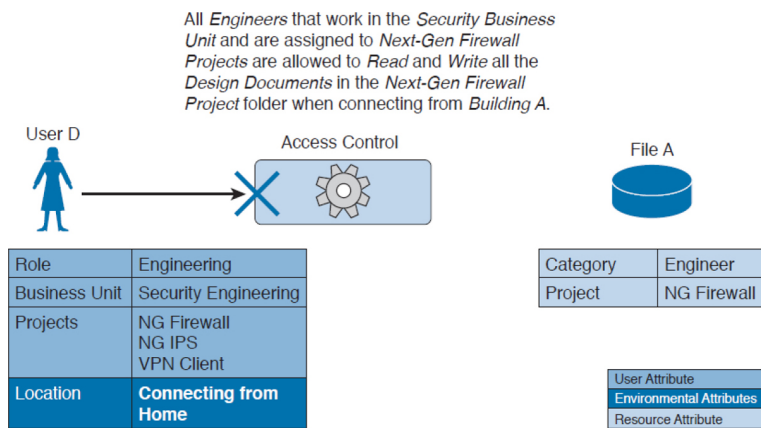 All Engineers that work in the Security Business
Unit and are assigned to Next-Gen Firewall
Projects are allowed to Read and Write all the
Design Documents in the Next-Gen Firewall
Project folder when connecting from Building A.
User D
Access Control
File A
Role Engineering
Business Unit Security Engineering
Projects NG Firewall
NG IPS
VPN Client
Location Connecting from
Home
Category Engineer
Project NG Firewall
User Attribute
Environmental Attributes
Resource Attribute